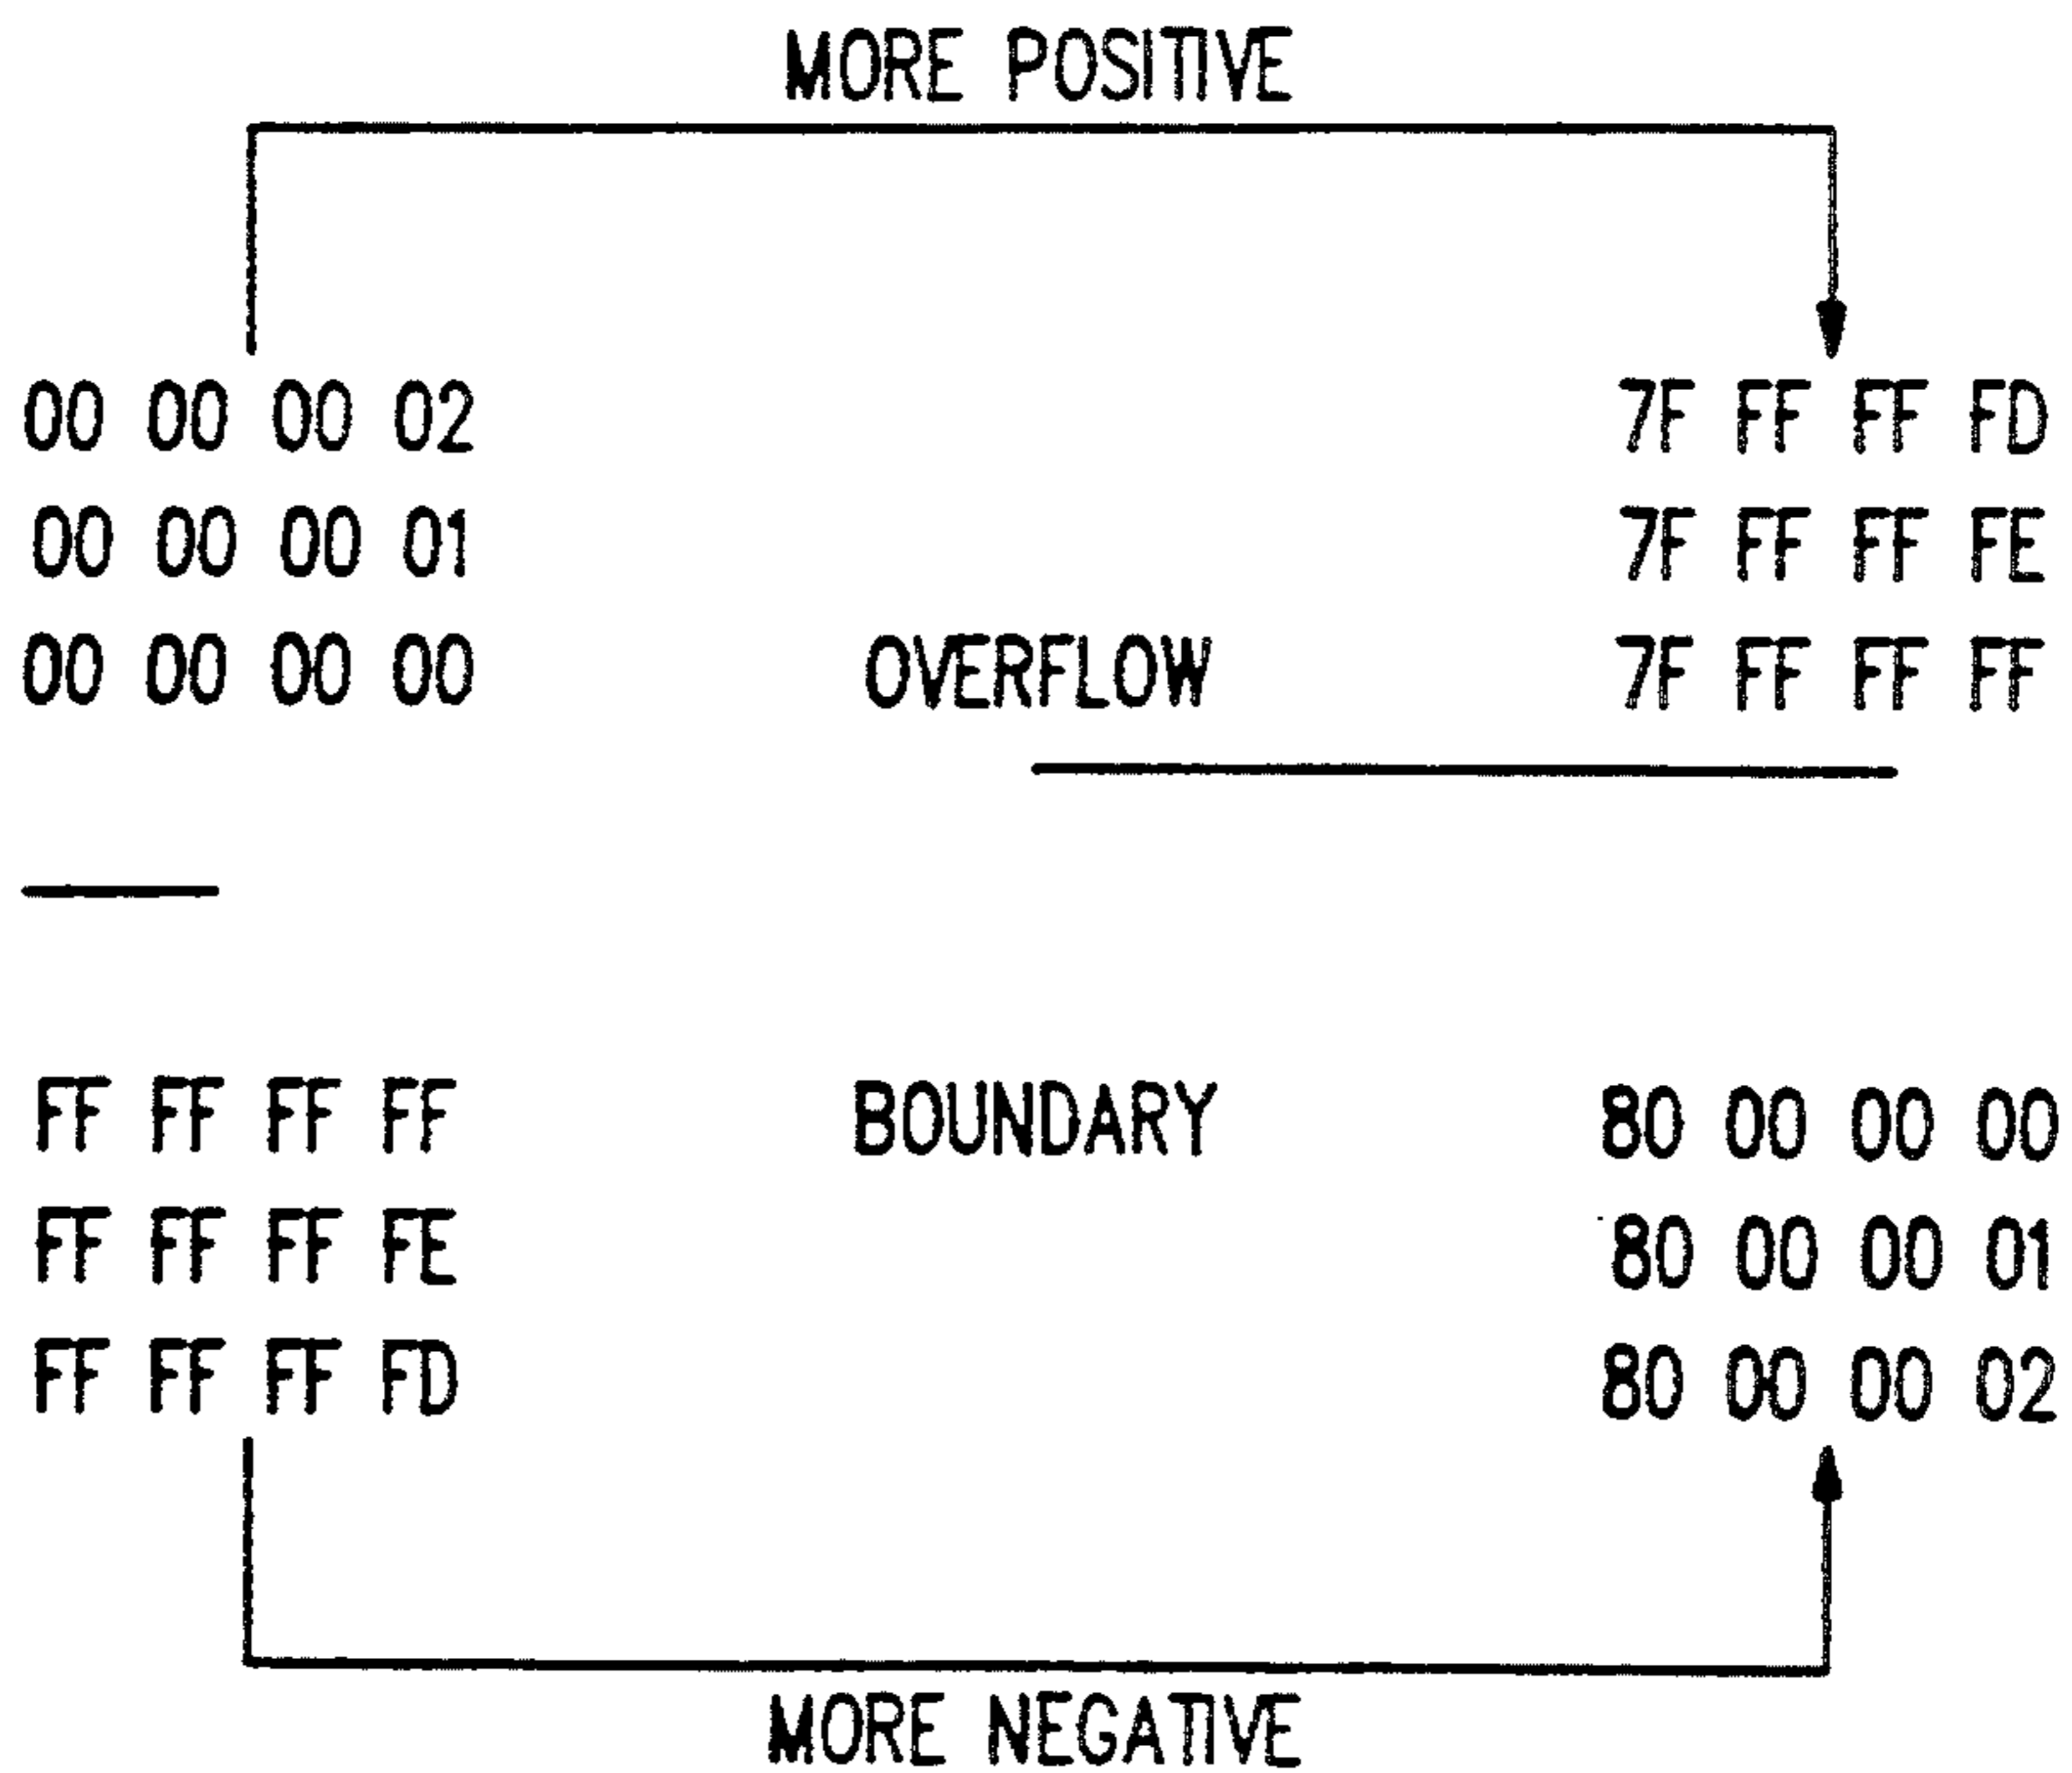 MORE POSITIVE
00 00 00 02 7F FF FF FD
00 00 00 01 7F FF FF FE
00 00 00 00 OVERFLOW 7F FF FF FF
FF FF FF FF BOUNDARY 80 00 00 00
FF FF FF FE 80 00 00 01
FF FF FF FD 80 00 00 02
MORE NEGATIVE